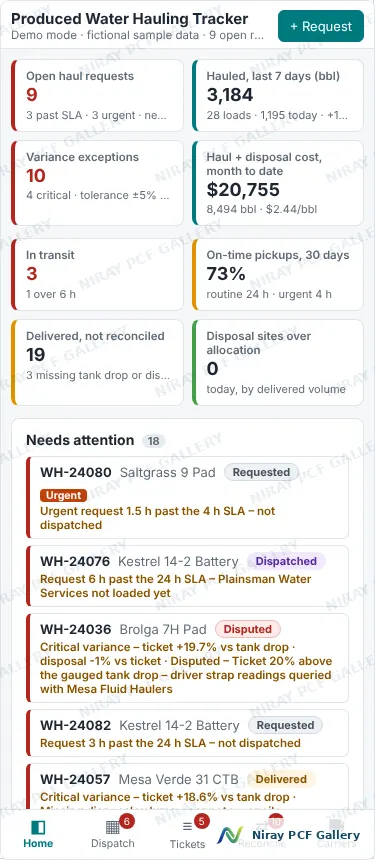 Produced Water Hauling Tracker
Demo mode · fictional sample data · 9 open r...
+ Request
Open haul requests
9
3 past SLA · 3 urgent · ne...
Hauled, last 7 days (bbl)
3,184
28 loads · 1,195 today · +1...
Variance exceptions
10
4 critical · tolerance ±5% ...
Haul + disposal cost,
month to date
$20,755
8,494 bbl · $2.44/bbl
In transit
3
1 over 6 h
On-time pickups, 30 days
73%
routine 24 h · urgent 4 h
Delivered, not reconciled
19
3 missing tank drop or dis...
Disposal sites over
allocation
0
today, by delivered volume
Needs attention 18
WH-24080 Saltgrass 9 Pad Requested
Urgent
Urgent request 1.5 h past the 4 h SLA – not
dispatched
WH-24076 Kestrel 14-2 Battery Dispatched
Request 6 h past the 24 h SLA – Plainsman Water
Services not loaded yet
WH-24036 Brolga 7H Pad Disputed
Critical variance – ticket +19.7% vs tank drop ·
disposal -1% vs ticket · Disputed – Ticket 20% above
the gauged tank drop – driver strap readings queried
with Mesa Fluid Haulers
WH-24082 Kestrel 14-2 Battery Requested
Request 3 h past the 24 h SLA – not dispatched
WH-24057 Mesa Verde 31 CTB Delivered
Critical variance – ticket +18.6% vs tank drop ·
Home
Dispatch 6
Tickets 5
Reconcile 10
Carriers
Niray PCF Gallery
NIRAY PCF GALLERY